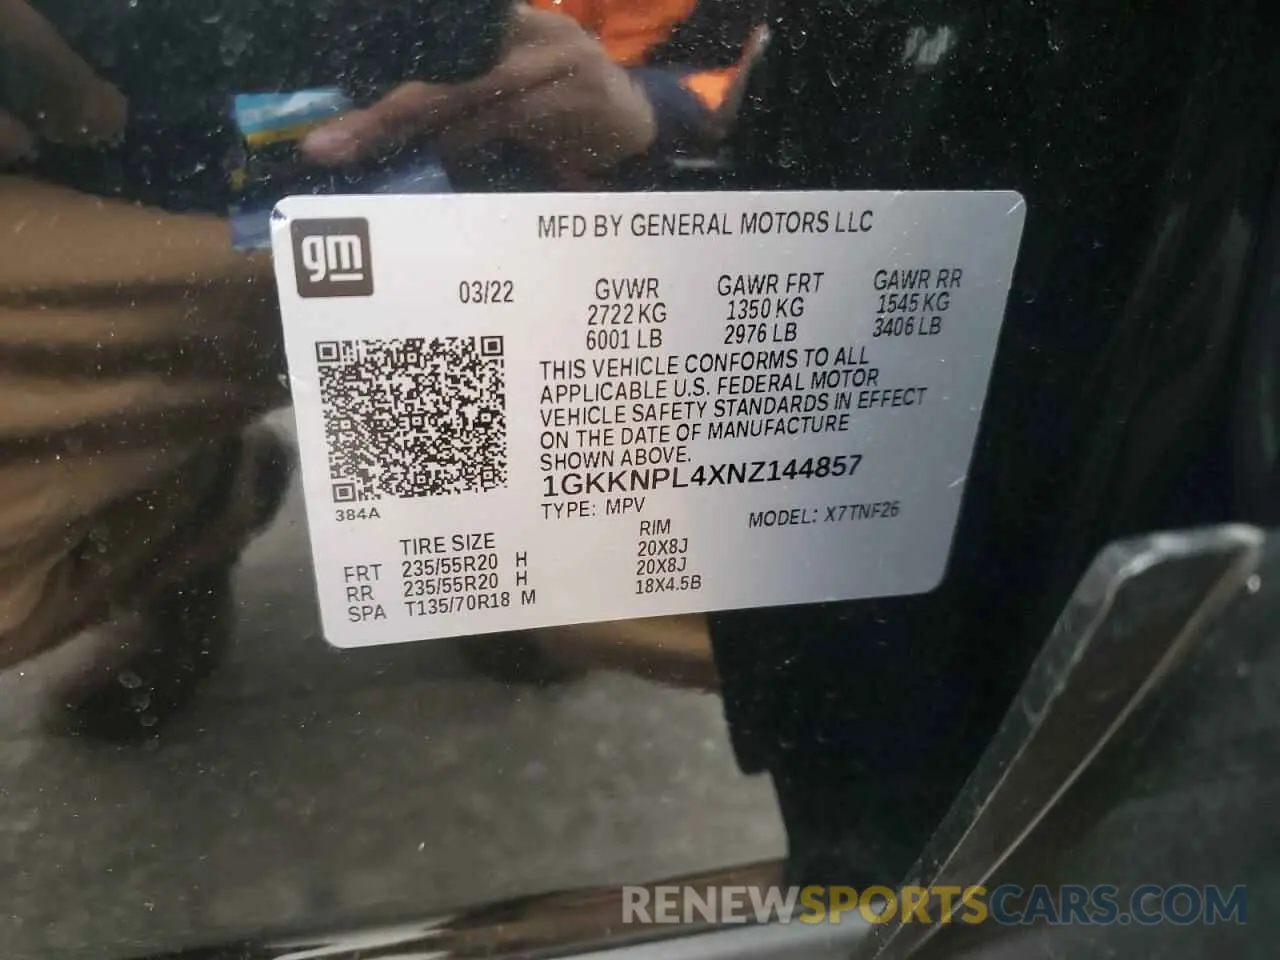 gm
MFD BY GENERAL MOTORS LLC
03/22
GVWR GAWR FRT GAWR RR
2722 KG 1350 KG 1545 KG
6001 LB 2976 LB 3406 LB
THIS VEHICLE CONFORMS TO ALL
APPLICABLE U.S. FEDERAL MOTOR
VEHICLE SAFETY STANDARDS IN EFFECT
ON THE DATE OF MANUFACTURE
SHOWN ABOVE.
1GKKNPL4XNZ144857
TYPE: MPV MODEL: X7TNF26
384A
TIRE SIZE RIM
FRT 235/55R20 H 20X8J
RR 235/55R20 H 20X8J
SPA T135/70R18 M 18X4.5B
RENEWSPORTSCARS.COM